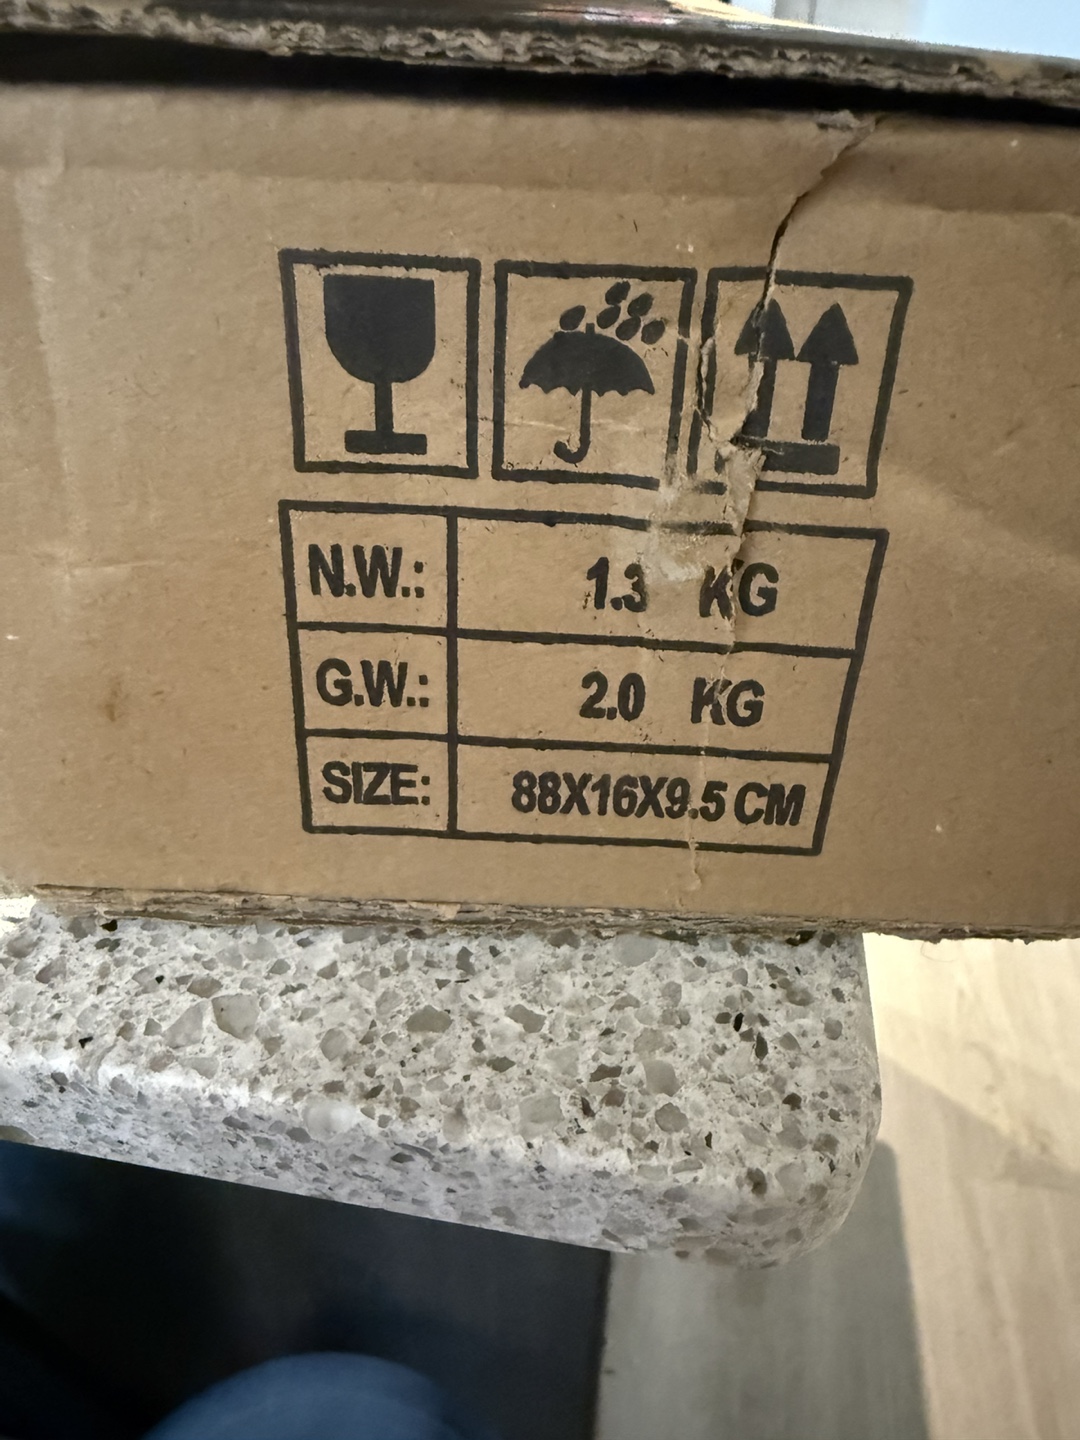 N.W.: 1.3 KG
G.W.: 2.0 KG
SIZE: 88X16X9.5 CM